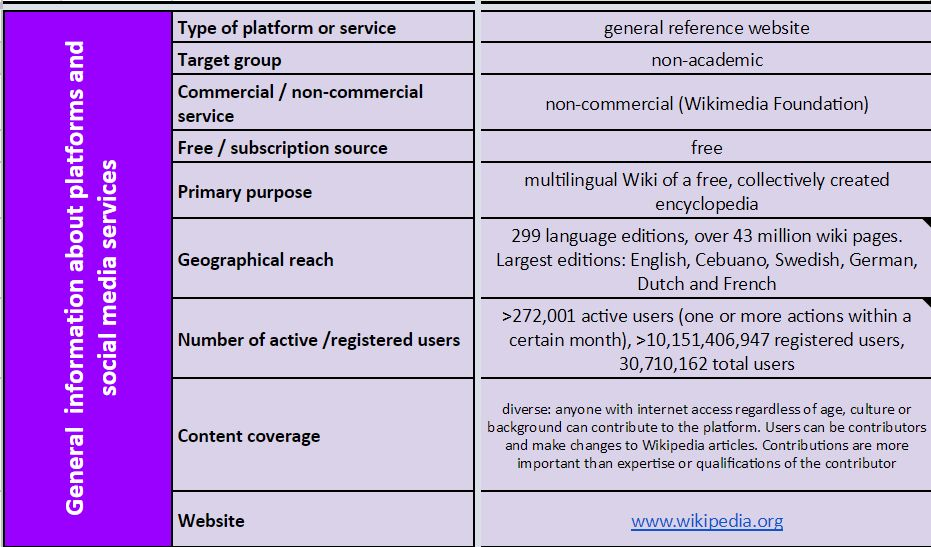 General information about platforms and
social media services
Type of platform or service
general reference website
Target group
non-academic
Commercial / non-commercial
service
non-commercial (Wikimedia Foundation)
Free / subscription source
free
Primary purpose
multilingual Wiki of a free, collectively created
encyclopedia
Geographical reach
299 language editions, over 43 million wiki pages.
Largest editions: English, Cebuano, Swedish, German,
Dutch and French
Number of active /registered users
>272,001 active users (one or more actions within a
certain month), >10,151,406,947 registered users,
30,710,162 total users
Content coverage
diverse: anyone with internet access regardless of age, culture or
background can contribute to the platform. Users can be contributors
and make changes to Wikipedia articles. Contributions are more
important than expertise or qualifications of the contributor
Website
www.wikipedia.org